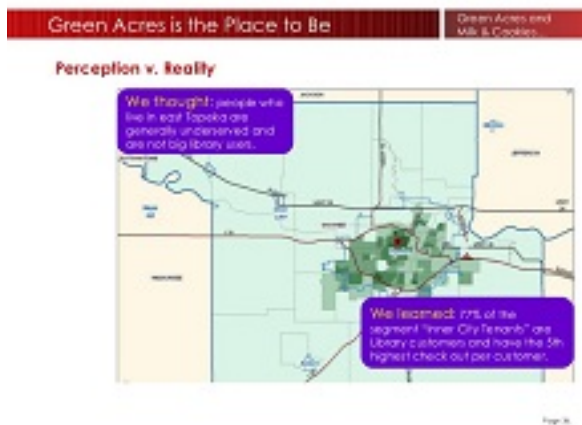 Green Acres is the Place to Be
Green Acres and
Milk & Cookies...
Perception v. Reality
We thought: people who
live in east Topeka are
generally underserved and
are not big library users.
We learned: 77% of the
segment "Inner City Tenants" are
Library customers and have the 5th
highest check out per customer.